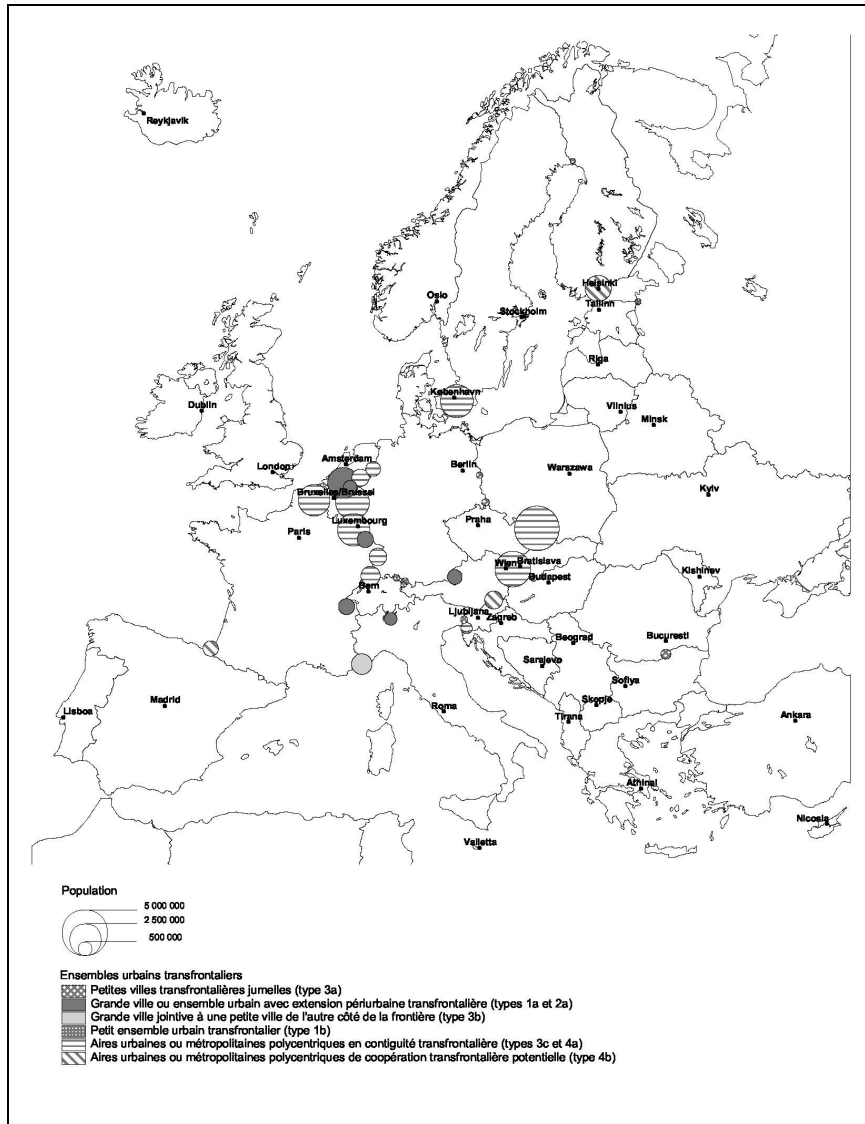 Reykjavik
Helsinki
Oslo
Tallinn
Stockholm
Riga
København
Dublin
Vilnius
Minsk
Amsterdam
London
Berlin
Warszawa
Bruxelles/Brussel
Kyiv
Luxembourg
Praha
Paris
Wien
Bratislava
Budapest
Kishinev
Bern
Ljubljana
Zagreb
Beograd
Bucuresti
Sarajevo
Sofiya
Madrid
Skopje
Lisboa
Roma
Tirana
Ankara
Athinai
Nicosia
Valletta
Population
5 000 000
2 500 000
500 000
Ensembles urbains transfrontaliers
Petites villes transfrontalières jumelles (type 3a)
Grande ville ou ensemble urbain avec extension périurbaine transfrontalière (types 1a et 2a)
Grande ville jointive à une petite ville de l'autre côté de la frontière (type 3b)
Petit ensemble urbain transfrontalier (type 1b)
Aires urbaines ou métropolitaines polycentriques en contiguïté transfrontalière (types 3c et 4a)
Aires urbaines ou métropolitaines polycentriques de coopération transfrontalière potentielle (type 4b)